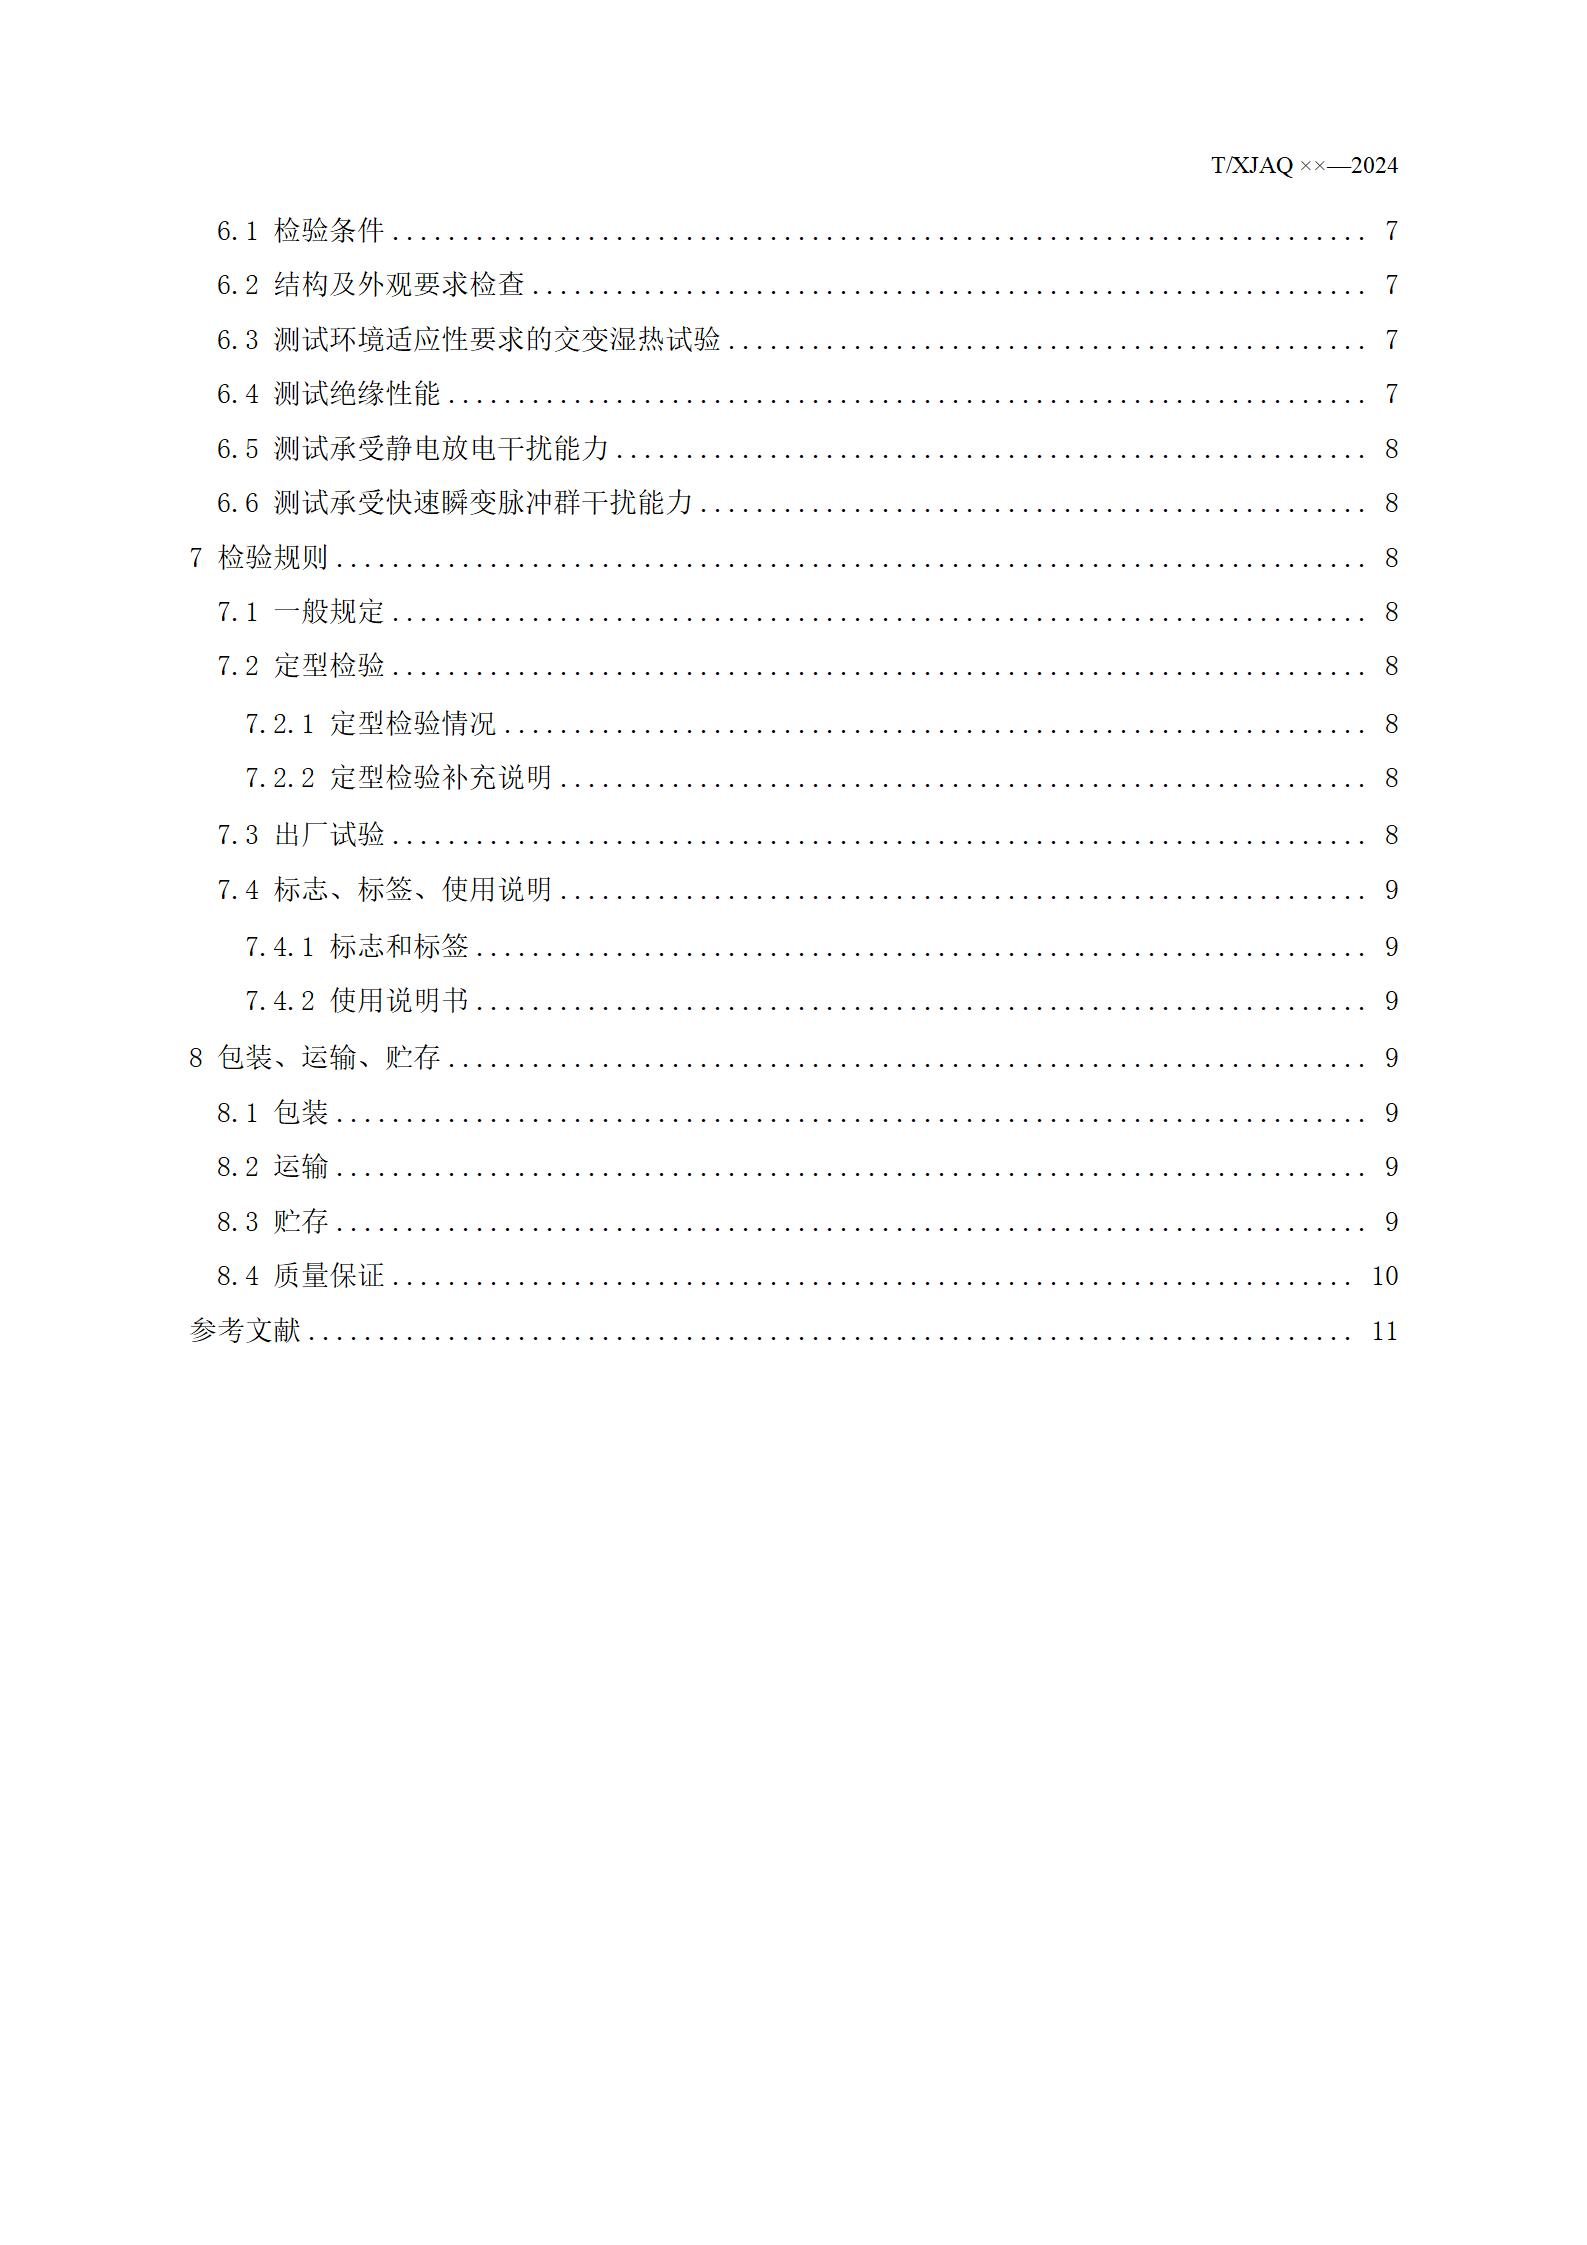 T/XJAQ ××—2024
6.1 检验条件 7
6.2 结构及外观要求检查 7
6.3 测试环境适应性要求的交变湿热试验 7
6.4 测试绝缘性能 7
6.5 测试承受静电放电干扰能力 8
6.6 测试承受快速瞬变脉冲群干扰能力 8
7 检验规则 8
7.1 一般规定 8
7.2 定型检验 8
7.2.1 定型检验情况 8
7.2.2 定型检验补充说明 8
7.3 出厂试验 8
7.4 标志、标签、使用说明 9
7.4.1 标志和标签 9
7.4.2 使用说明书 9
8 包装、运输、贮存 9
8.1 包装 9
8.2 运输 9
8.3 贮存 9
8.4 质量保证 10
参考文献 11